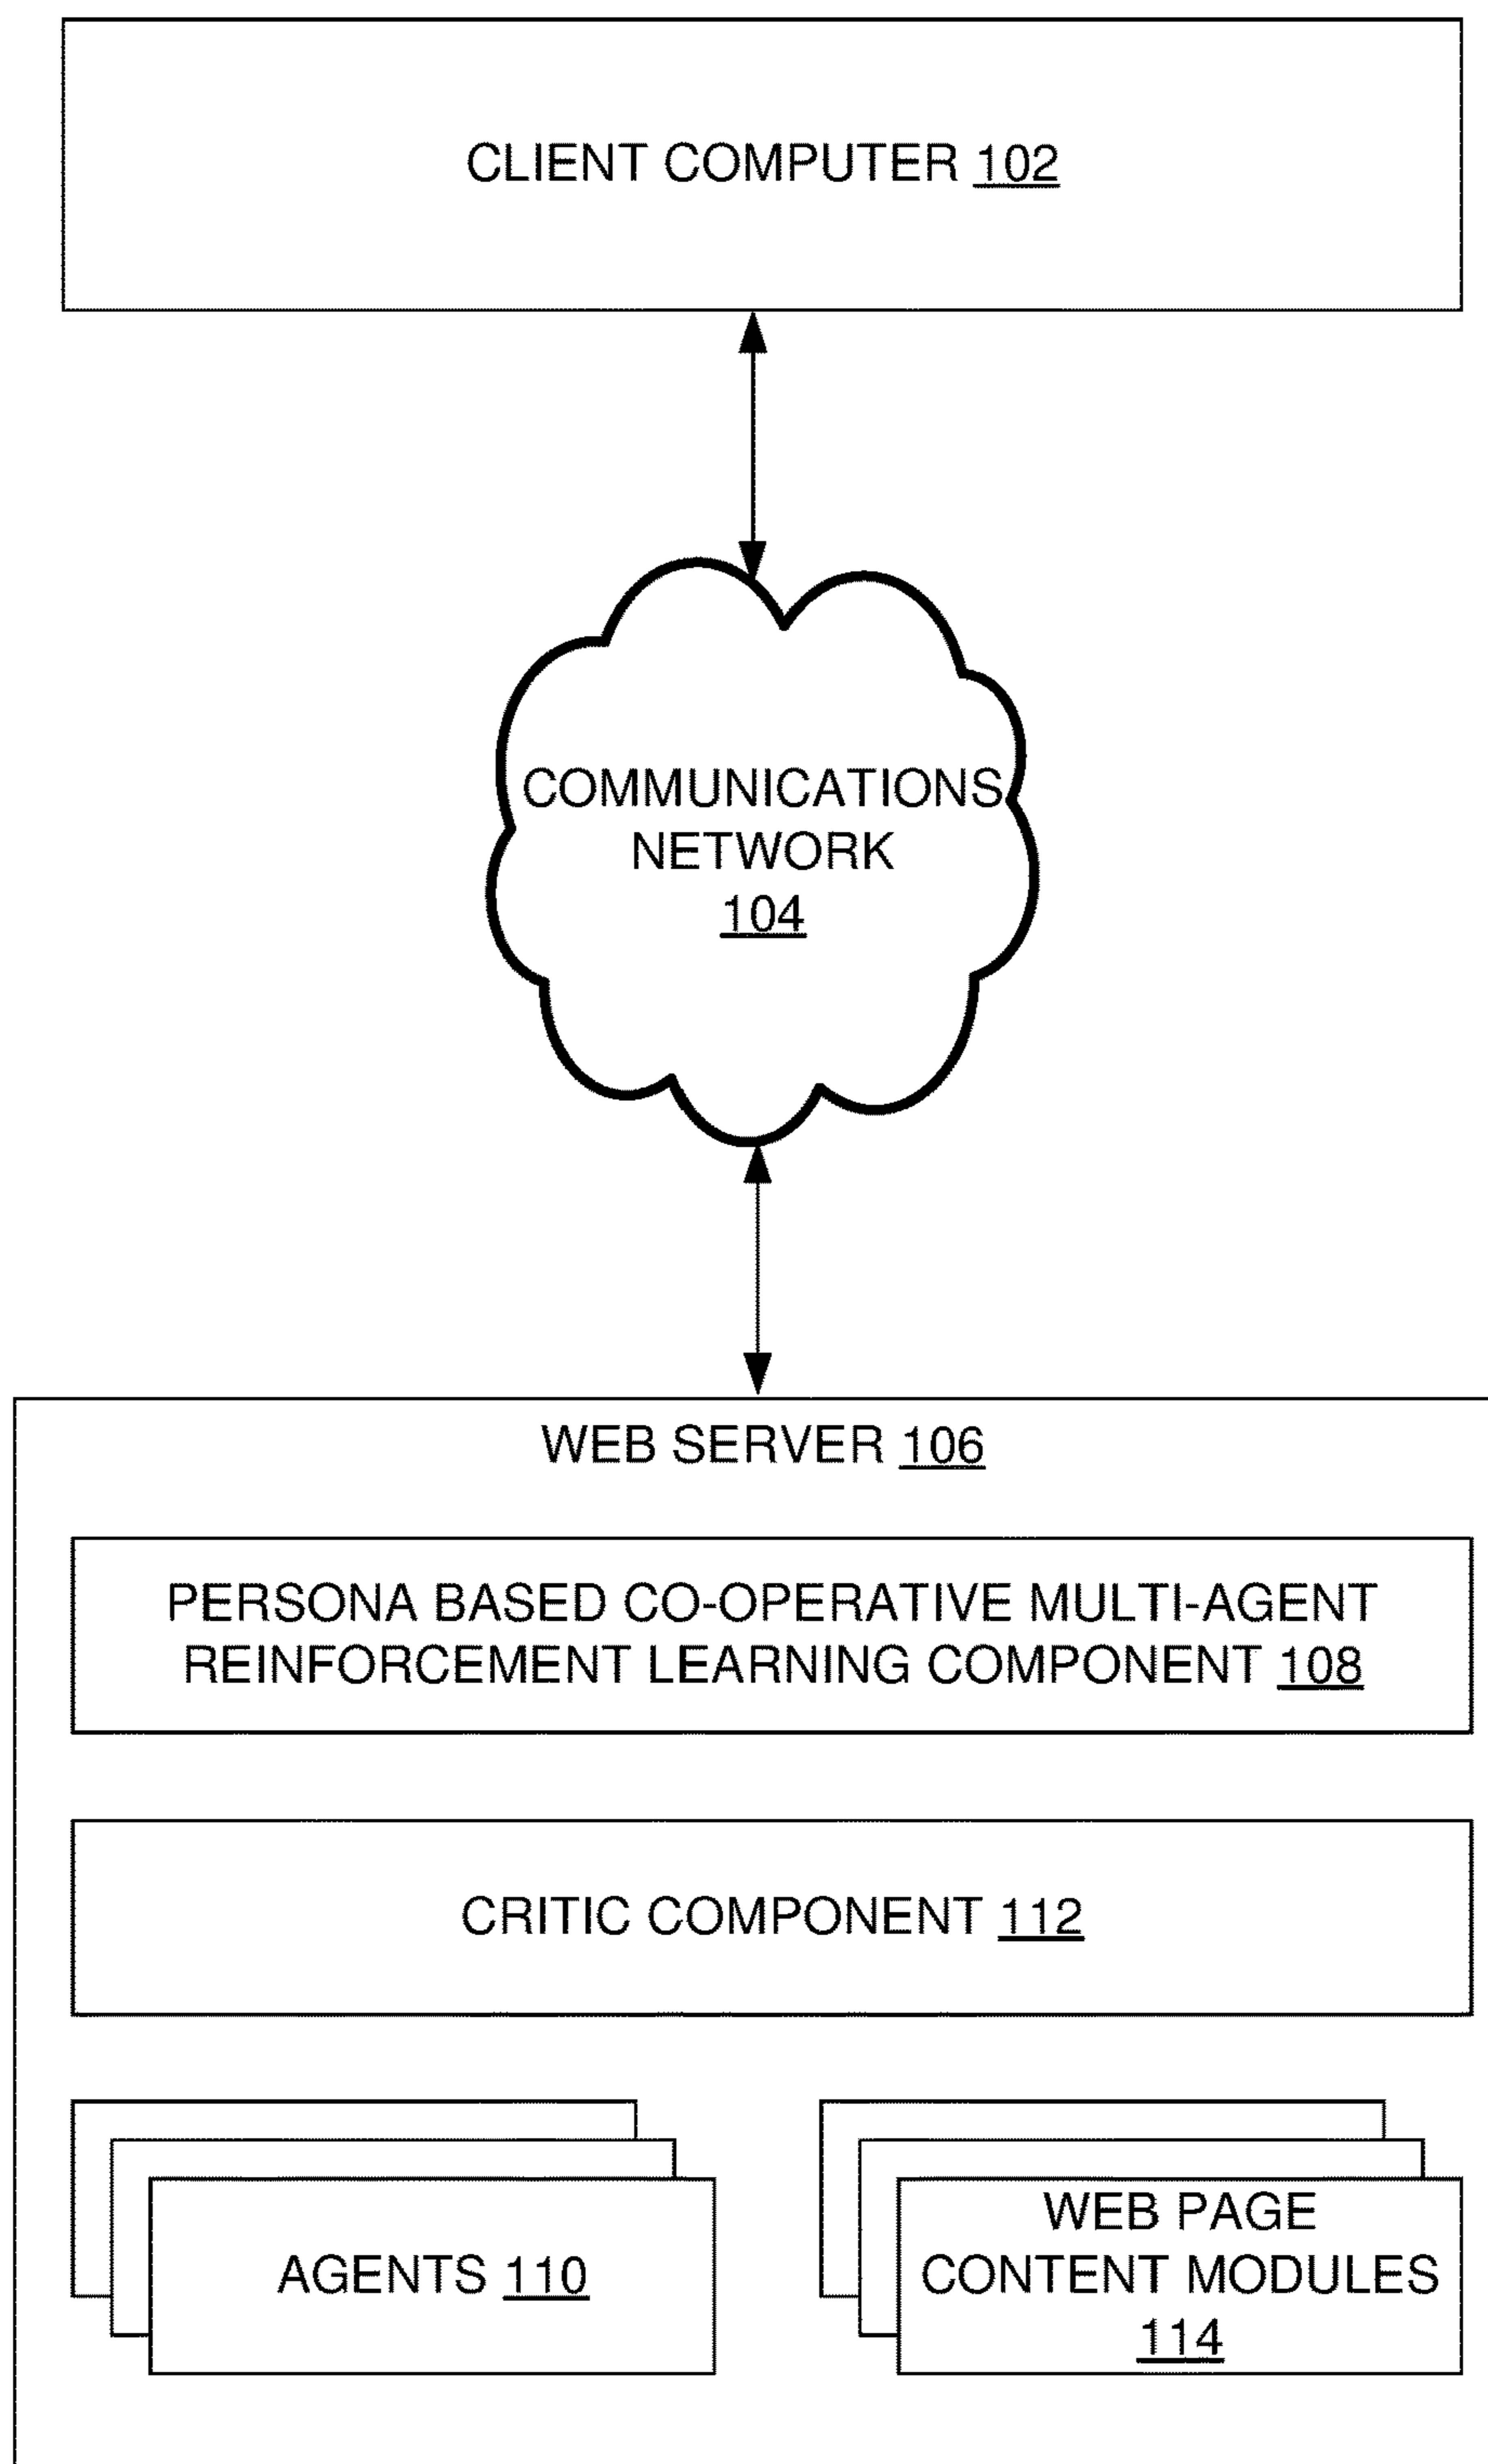 CLIENT COMPUTER 102
COMMUNICATIONS
NETWORK
104
WEB SERVER 106
PERSONA BASED CO-OPERATIVE MULTI-AGENT
REINFORCEMENT LEARNING COMPONENT 108
CRITIC COMPONENT 112
AGENTS 110
WEB PAGE
CONTENT MODULES
114